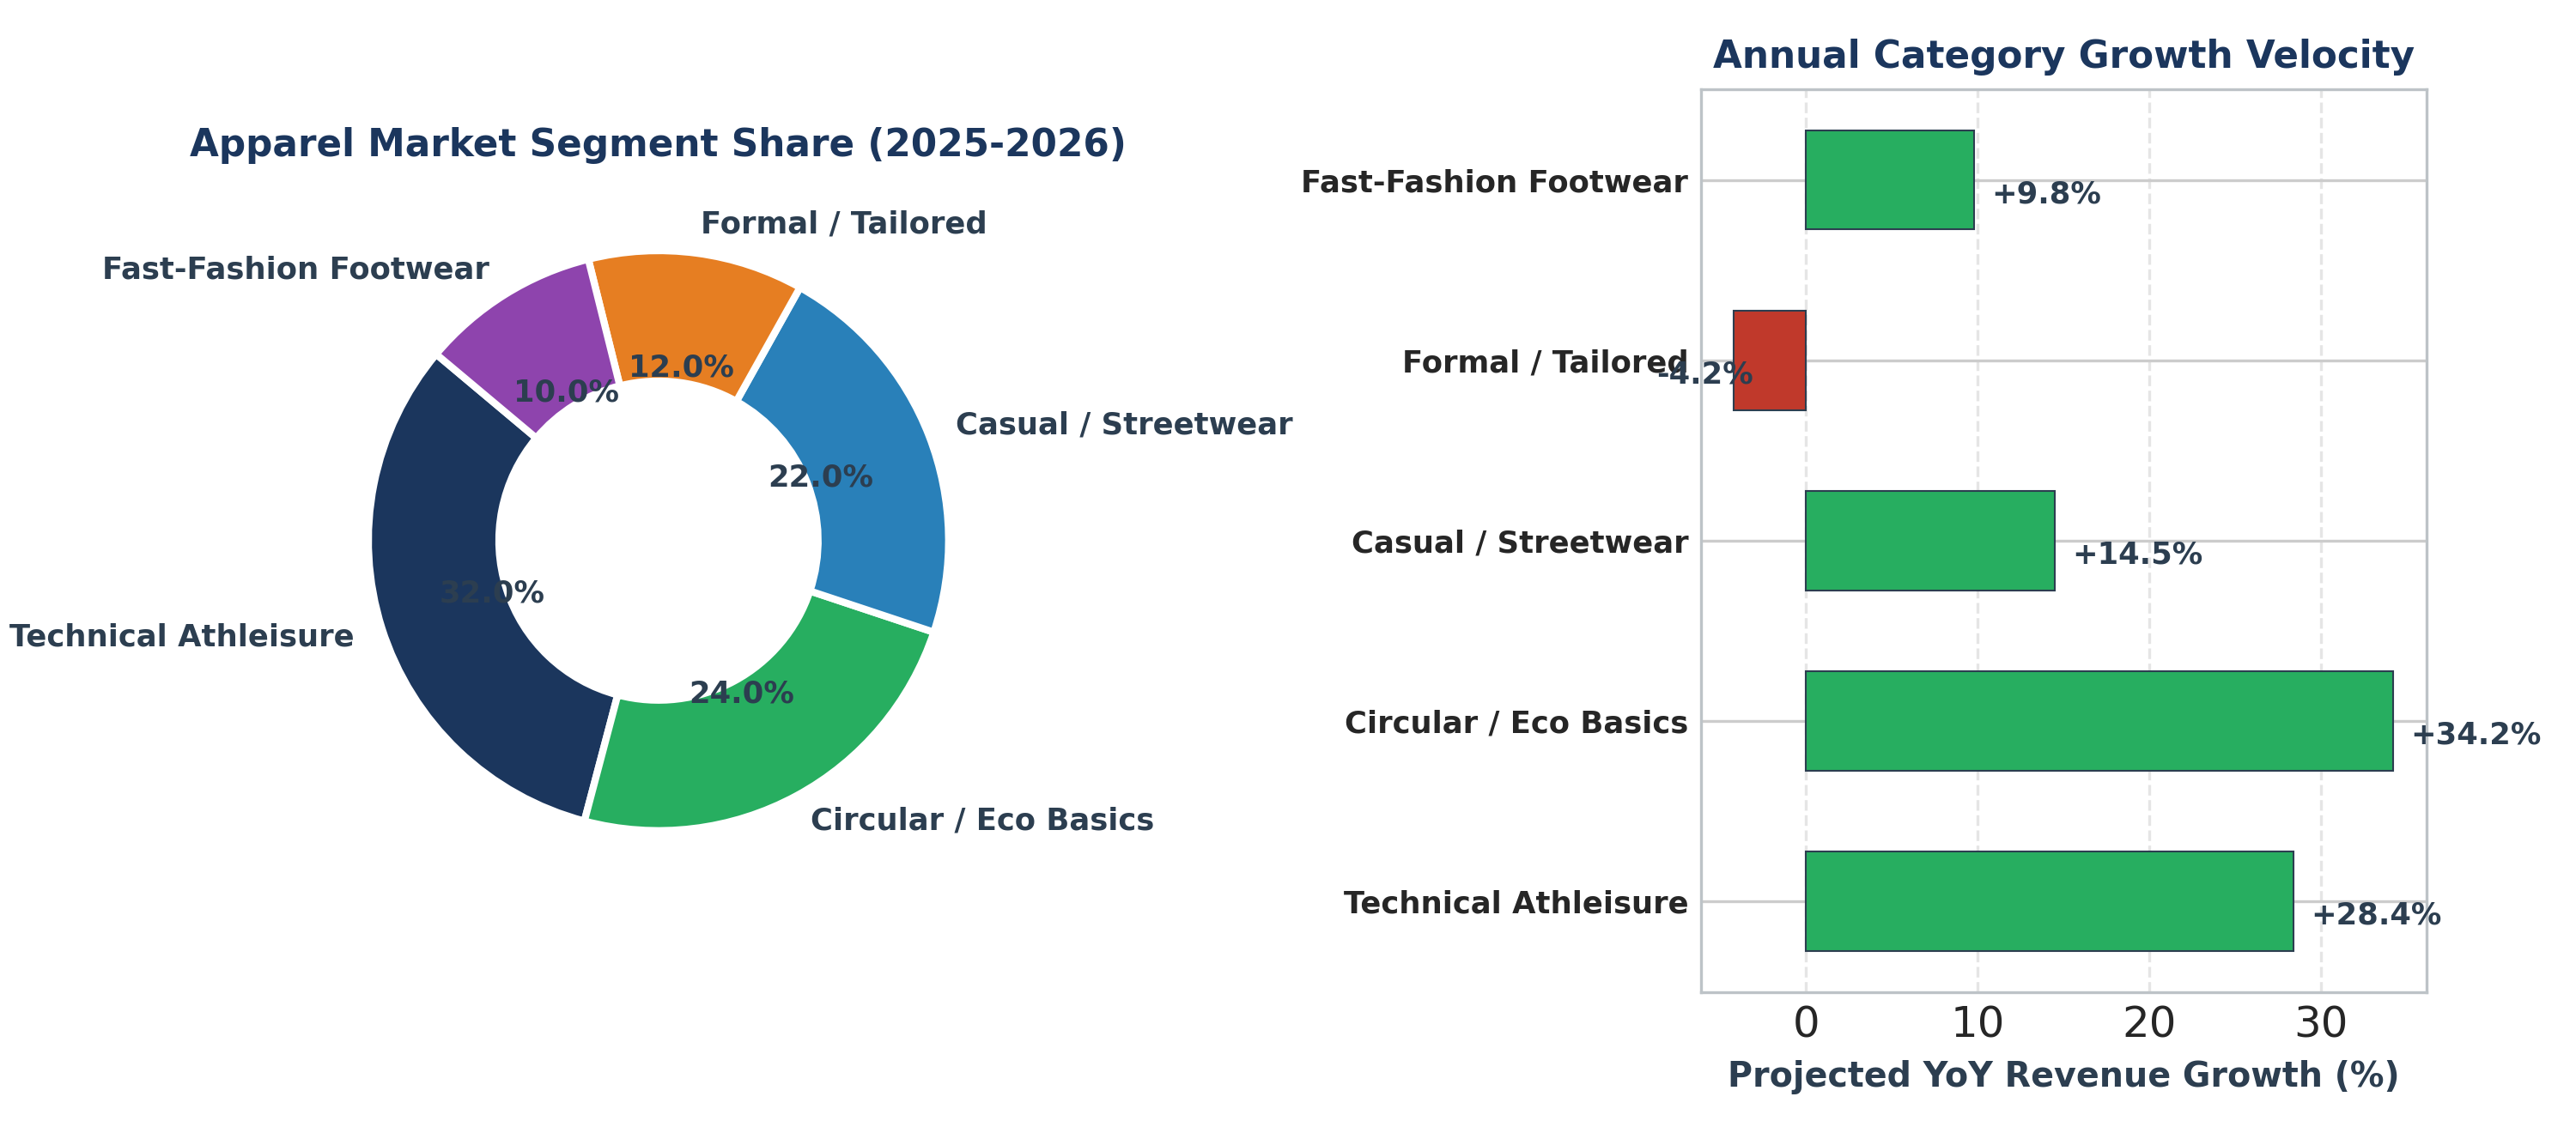 Apparel Market Segment Share (2025-2026)
Formal / Tailored
Fast-Fashion Footwear
12.0%
10.0%
Casual / Streetwear
22.0%
32.0%
Technical Athleisure
24.0%
Circular / Eco Basics
Annual Category Growth Velocity
Fast-Fashion Footwear
+9.8%
Formal / Tailored
-4.2%
Casual / Streetwear
+14.5%
Circular / Eco Basics
+34.2%
Technical Athleisure
+28.4%
0 10 20 30
Projected YoY Revenue Growth (%)